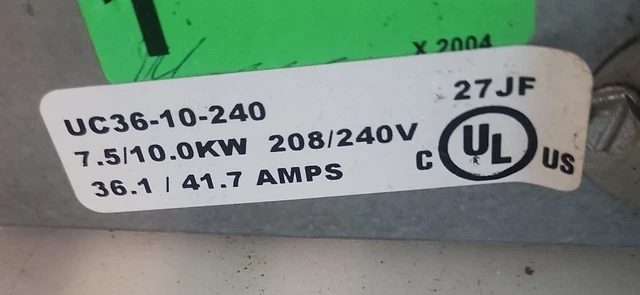 X 2004
27JF
UC36-10-240
7.5/10.0KW 208/240V
36.1 / 41.7 AMPS
C UL US